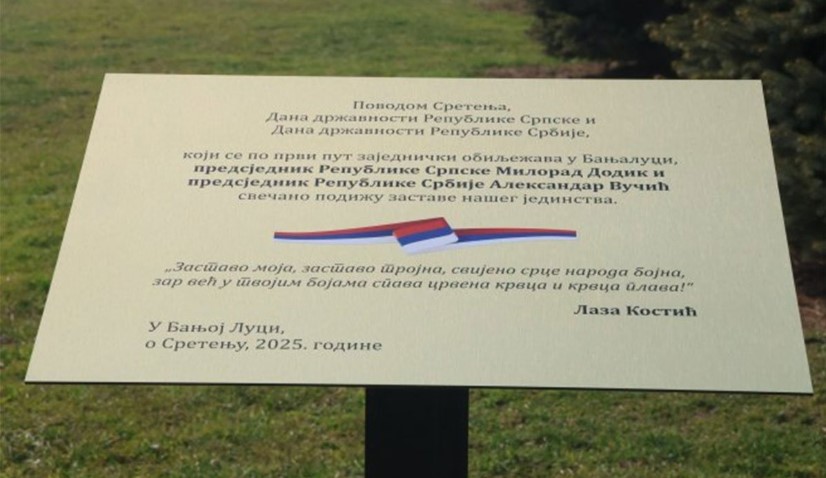 Поводом Сретења,
Дана државности Републике Српске и
Дана државности Републике Србије,
који се по први пут заједнички обиљежава у Бањалуци,
предсједник Републике Српске Милорад Додик и
предсједник Републике Србије Александар Вучић
свечано подижу заставе нашег јединства.
„Заставо моја, заставо тројна, свијено срце народа бојна,
зар већ у твојим бојама спава црвена крвца и крвца плава!“
Лаза Костић
У Бањој Луци,
о Сретењу, 2025. године